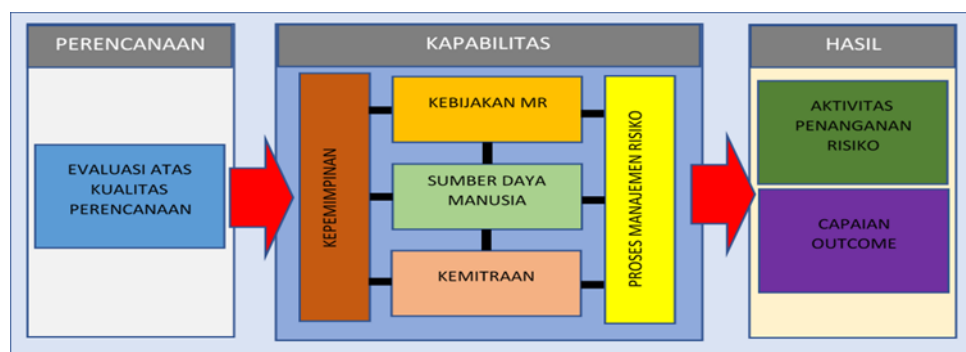 PERENCANAAN
EVALUASI ATAS
KUALITAS
PERENCANAAN
KAPABILITAS
KEPEMIMPINAN
KEBIJAKAN MR
SUMBER DAYA
MANUSIA
KEMITRAAN
PROSES MANAJEMEN RISIKO
HASIL
AKTIVITAS
PENANGANAN
RISIKO
CAPAIAN
OUTCOME